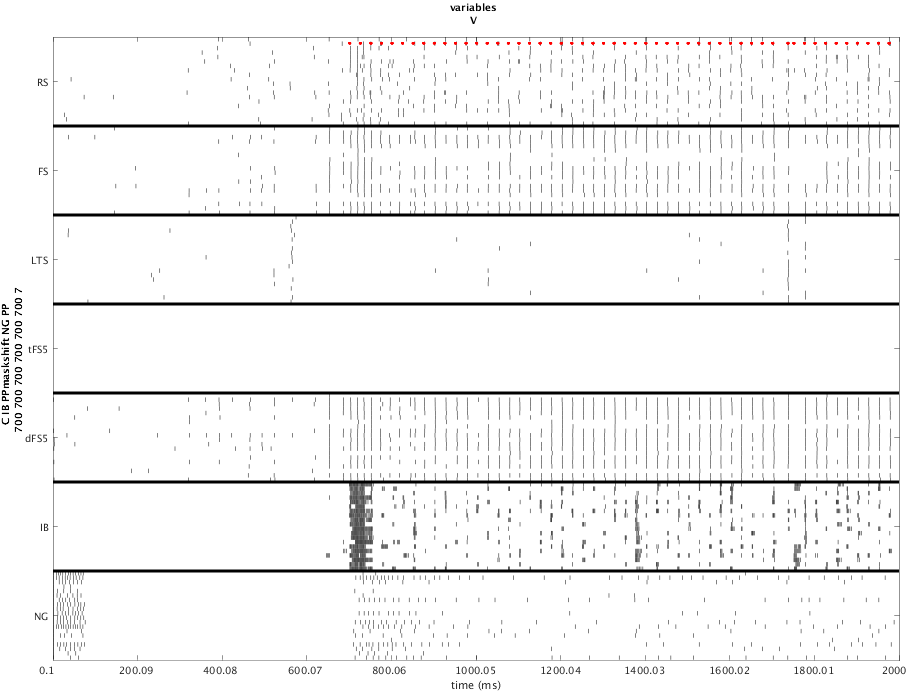 variables
V
RS
FS
LTS
tFS5
dFS5
IB
NG
C IB PPmaskshift NG PP
700 700 700 700 700 700 7
0.1 200.09 400.08 600.07 800.06 1000.05 1200.04 1400.03 1600.02 1800.01 2000
time (ms)